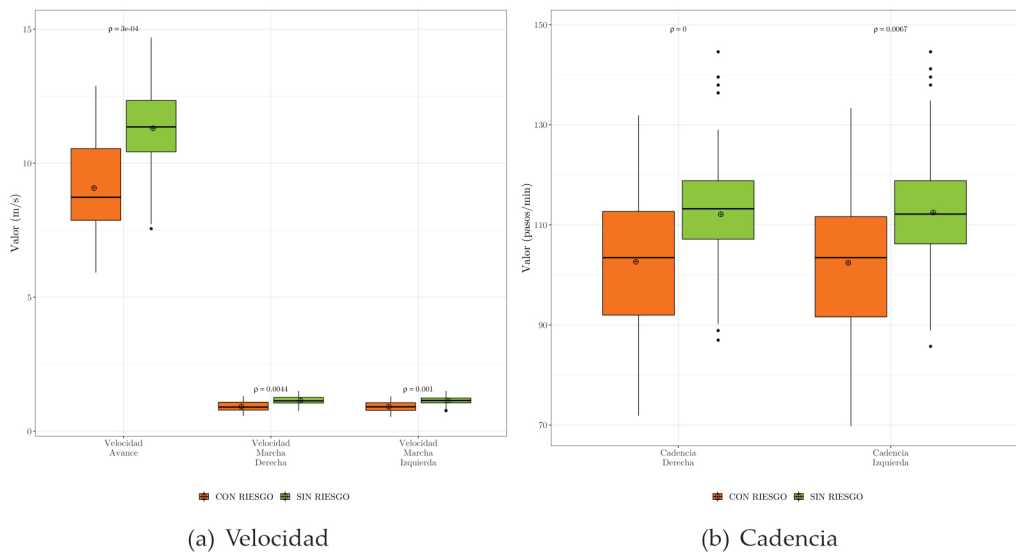 ρ = 3e-04
ρ = 0.0044
ρ = 0.001
15
10
5
0
Valor (m/s)
Velocidad
Avance
Velocidad
Marcha
Derecha
Velocidad
Marcha
Izquierda
CON RIESGO SIN RIESGO
(a) Velocidad
ρ = 0
ρ = 0.0067
150
130
110
90
70
Valor (pasos/min)
Cadencia
Derecha
Cadencia
Izquierda
CON RIESGO SIN RIESGO
(b) Cadencia